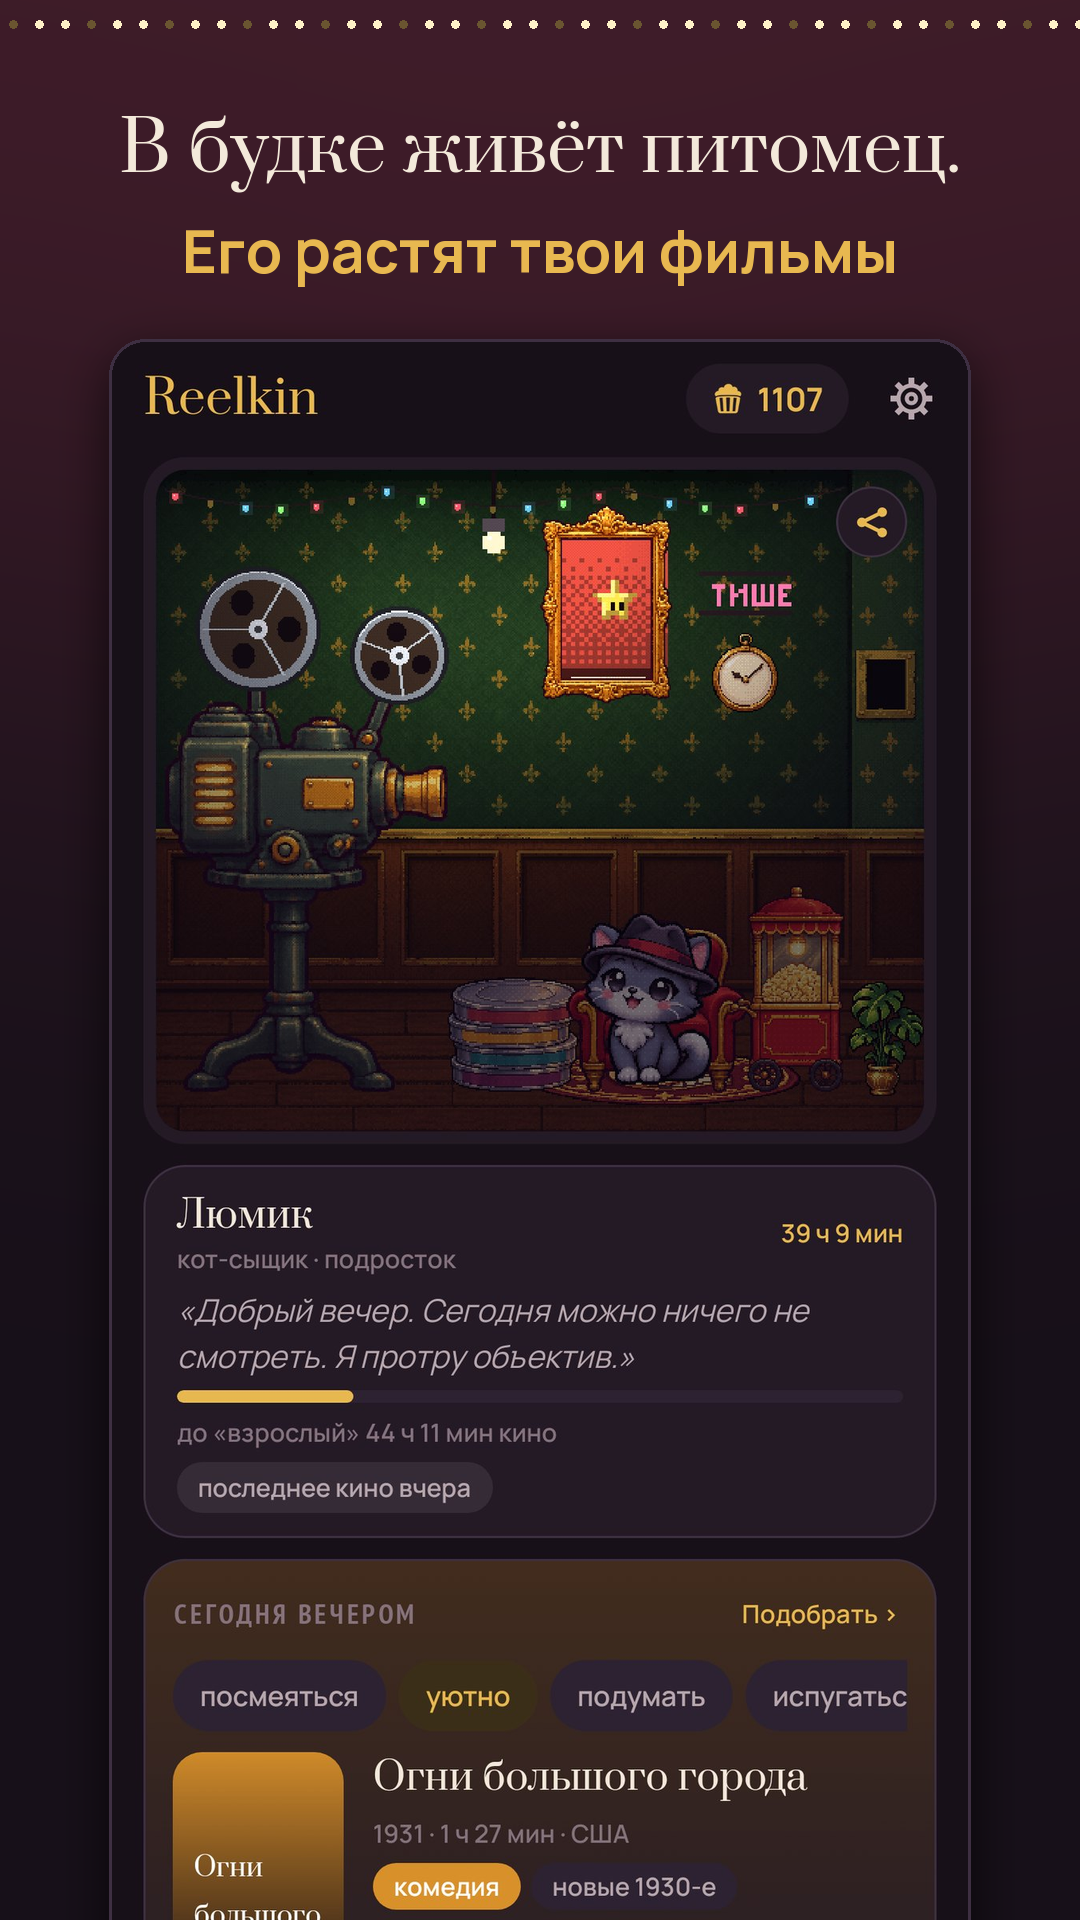 В будке живёт питомец.
Его растят твои фильмы
Reelkin
1107
ТИШЕ
Люмик
39 ч 9 мин
кот-сыщик · подросток
«Добрый вечер. Сегодня можно ничего не
смотреть. Я протру объектив.»
до «взрослый» 44 ч 11 мин кино
последнее кино вчера
СЕГОДНЯ ВЕЧЕРОМ
Подобрать ›
посмеяться
уютно
подумать
испугатьс
Огни большого города
1931 · 1 ч 27 мин · США
комедия
новые 1930-е
Огни
большого